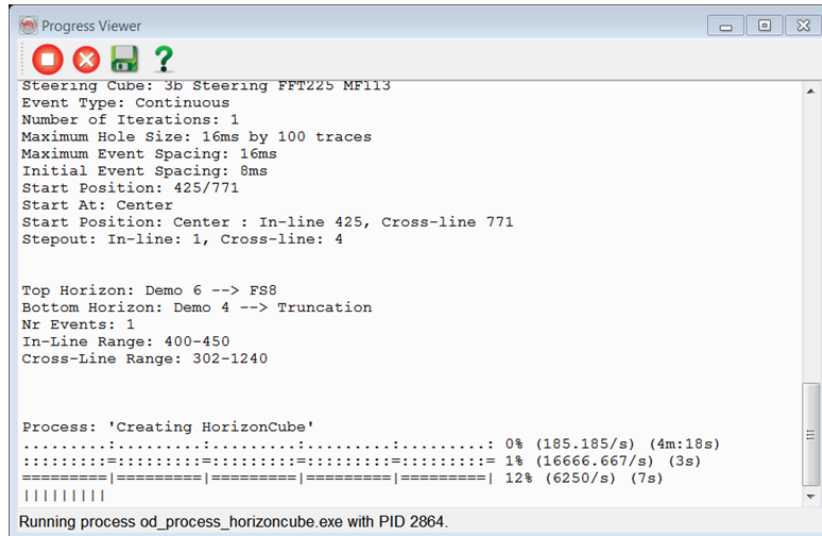 Progress Viewer
Steering Cube: 3b Steering FFT225 MF113
Event Type: Continuous
Number of Iterations: 1
Maximum Hole Size: 16ms by 100 traces
Maximum Event Spacing: 16ms
Initial Event Spacing: 8ms
Start Position: 425/771
Start At: Center
Start Position: Center : In-line 425, Cross-line 771
Stepout: In-line: 1, Cross-line: 4
Top Horizon: Demo 6 --> FS8
Bottom Horizon: Demo 4 --> Truncation
Nr Events: 1
In-Line Range: 400-450
Cross-Line Range: 302-1240
Process: 'Creating HorizonCube'
.........:.........:.........:.........:.........: 0% (185.185/s) (4m:18s)
:::::::::=:::::::::=:::::::::=:::::::::=:::::::::= 1% (16666.667/s) (3s)
=========|=========|=========|=========|=========| 12% (6250/s) (7s)
|||||||||
Running process od_process_horizoncube.exe with PID 2864.